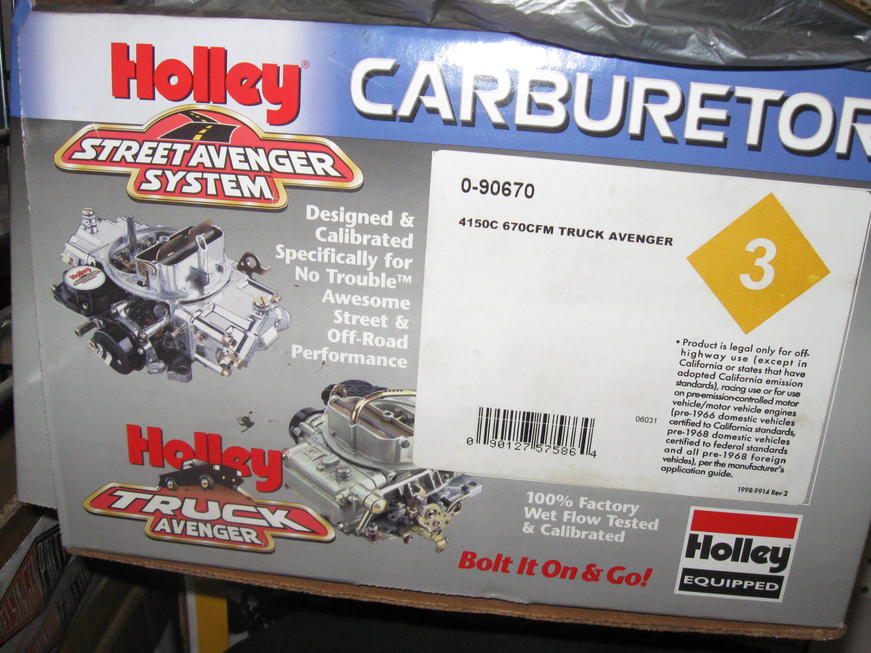 Holley®
CARBURETOR
STREET AVENGER
SYSTEM
Designed &
Calibrated
Specifically for
No Trouble™
Awesome
Street &
Off-Road
Performance
Holley
0-90670
4150C 670CFM TRUCK AVENGER
3
• Product is legal only for off-
highway use (except in
California or states that have
adopted California emission
standards), racing use or for use
on pre-emission-controlled motor
vehicle/motor vehicle engines
(pre-1966 domestic vehicles
certified to California standards,
pre-1968 domestic vehicles
certified to federal standards
and all pre-1968 foreign
vehicles), per the manufacturer's
application guide.
06031
0 90127 57586 4
199R-9914 Rev 2
Holley
TRUCK
AVENGER
100% Factory
Wet Flow Tested
& Calibrated
Bolt It On & Go!
Holley
EQUIPPED